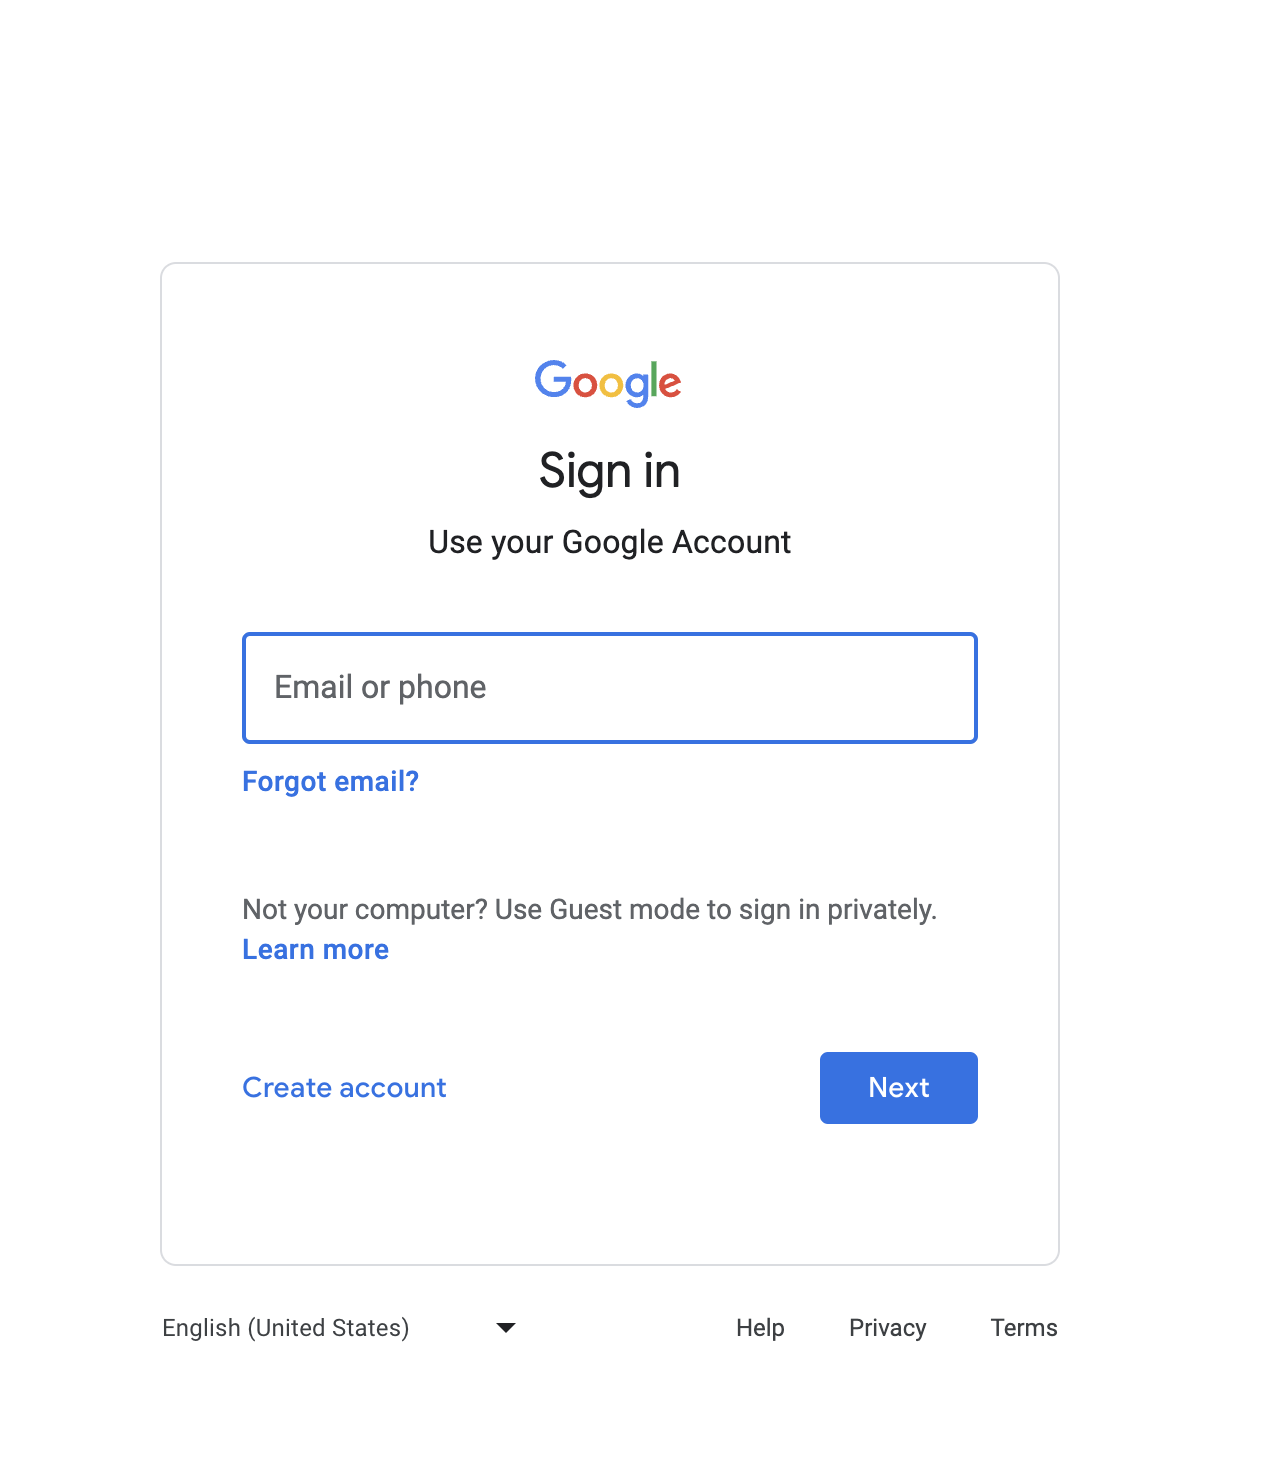 Google
Sign in
Use your Google Account
Email or phone
Forgot email?
Not your computer? Use Guest mode to sign in privately.
Learn more
Create account
Next
English (United States)
Help
Privacy
Terms